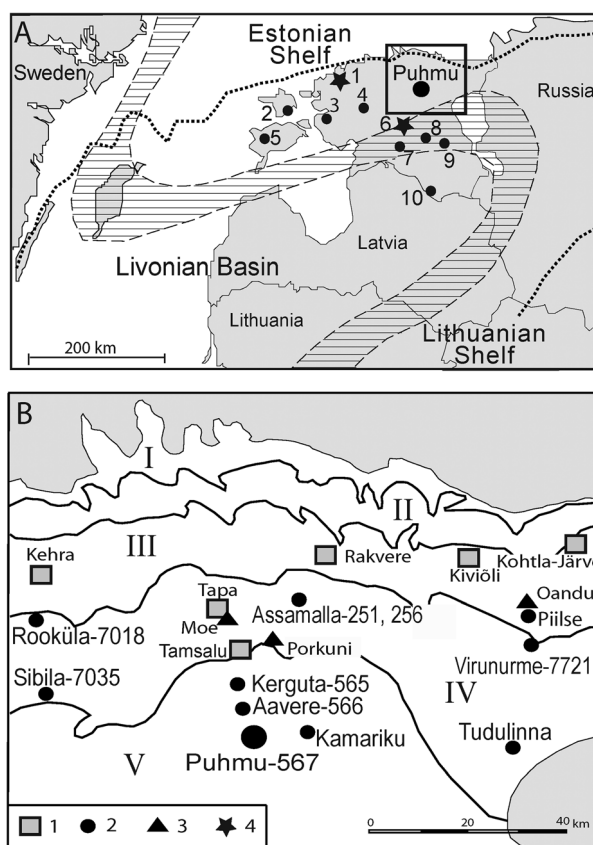 A
Estonian
Shelf
Sweden
Puhmu
Russia
1
2
3
4
5
6
7
8
9
10
Latvia
Livonian Basin
Lithuania
Lithuanian
Shelf
200 km
B
I
II
III
Kehra
Rakvere
Kiviõli
Kohtla-Järve
Tapa
Oandu
Assamalla-251, 256
Moe
Piilse
Rooküla-7018
Tamsalu
Porkuni
Virunurme-7721
Sibila-7035
Kerguta-565
IV
Aavere-566
Kamariku
Tudulinna
V
Puhmu-567
1 2 3 4
0 20 40 km